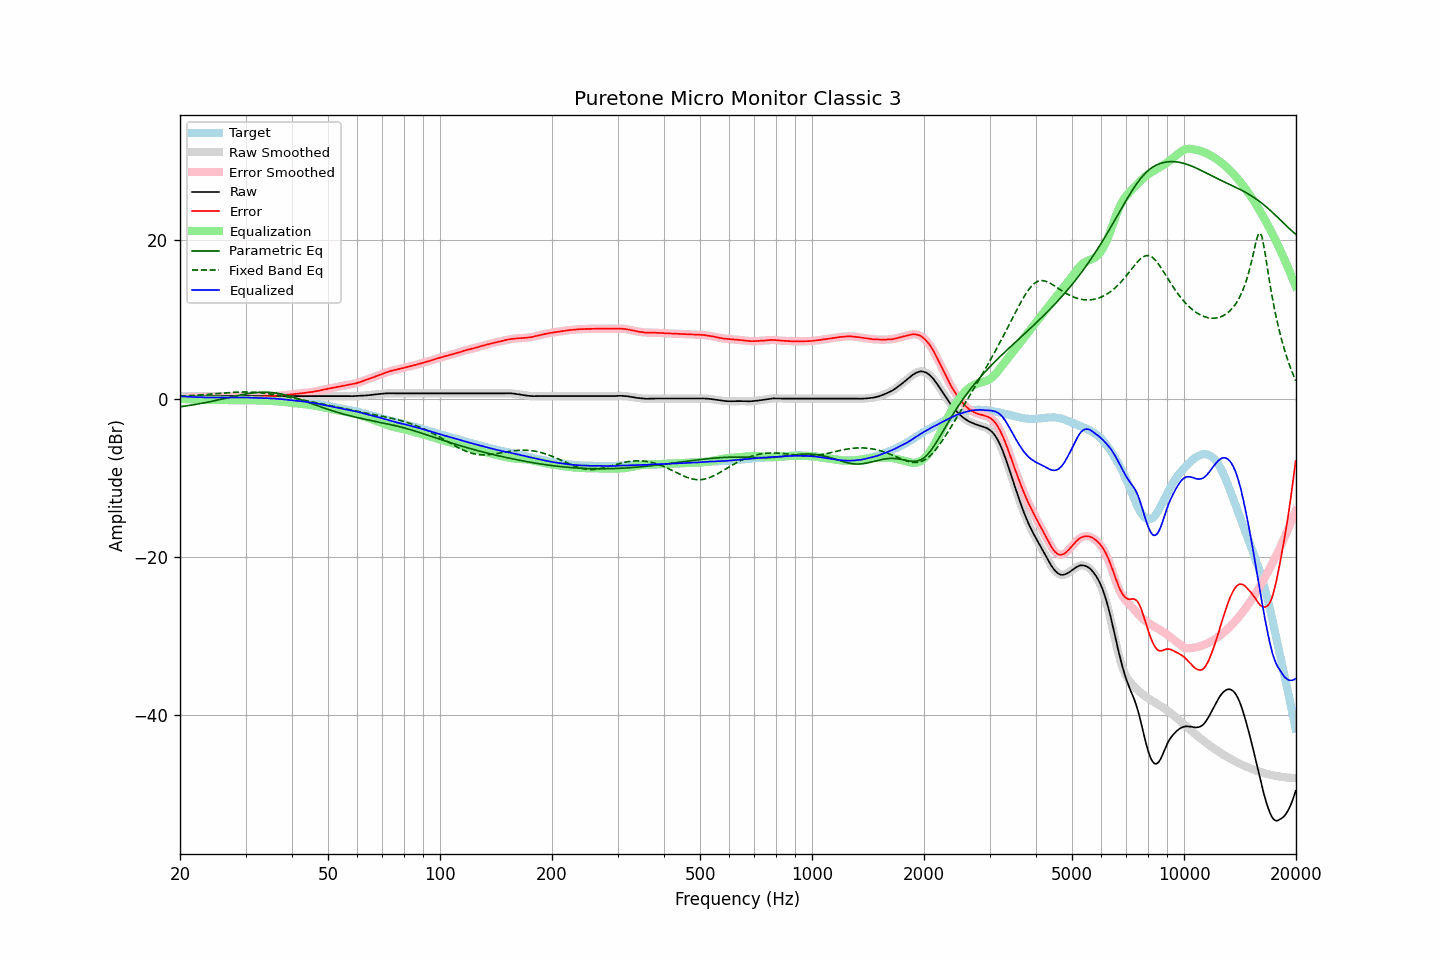 Puretone Micro Monitor Classic 3
Target
Raw Smoothed
Error Smoothed
Raw
Error
Equalization
Parametric Eq
Fixed Band Eq
Equalized
20
0
−20
−40
Amplitude (dBr)
20 50 100 200 500 1000 2000 5000 10000 20000
Frequency (Hz)